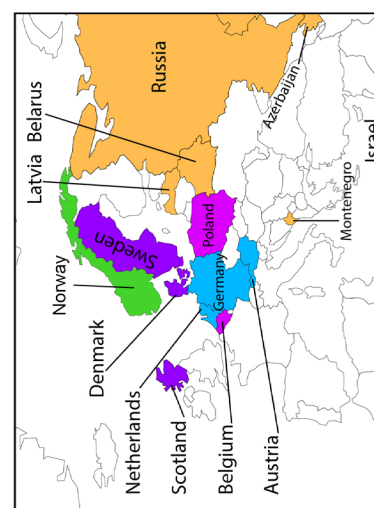 Russia
Belarus
Latvia
Azerbaijan
Norway
Sweden
Poland
Montenegro
Denmark
Germany
Netherlands
Scotland
Belgium
Austria
Israel